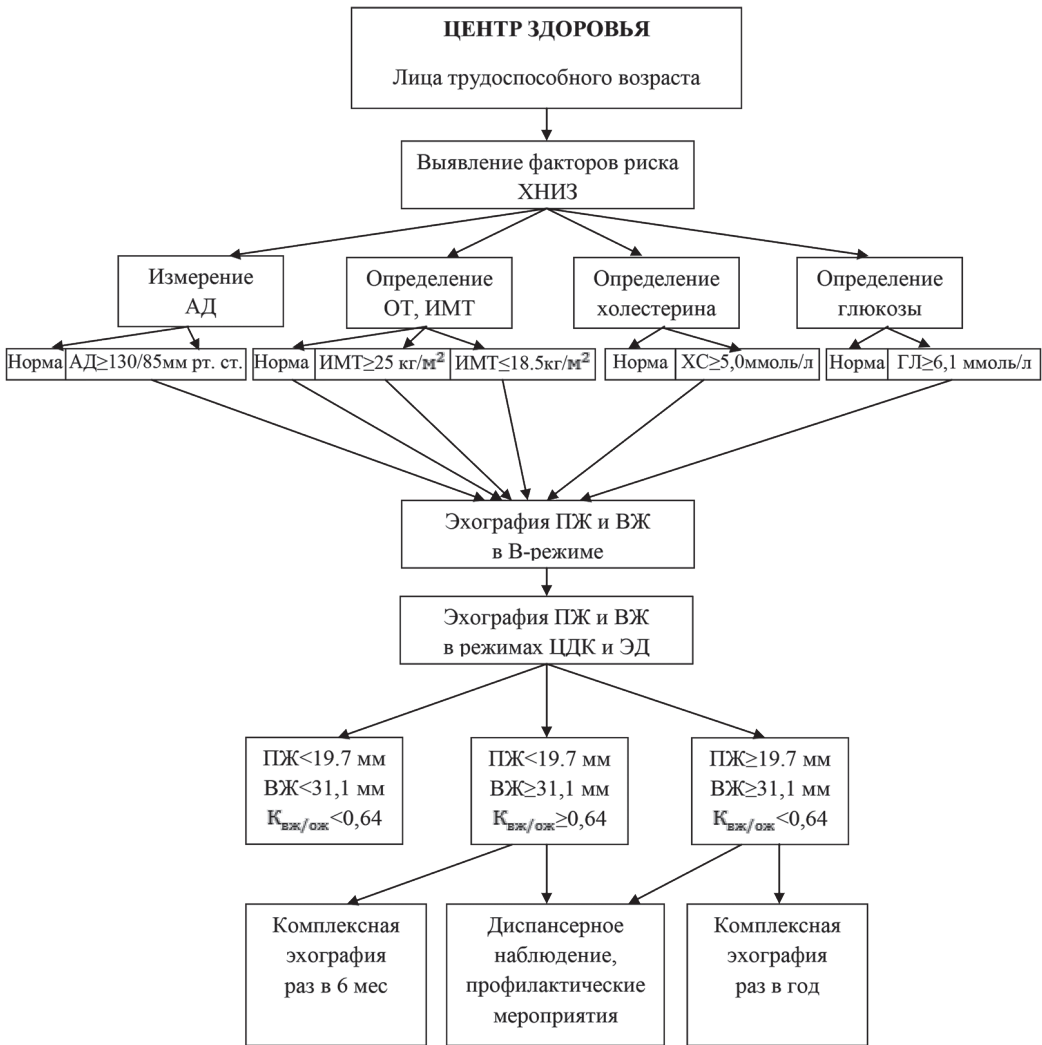 ЦЕНТР ЗДОРОВЬЯ
Лица трудоспособного возраста
Выявление факторов риска
ХНИЗ
Измерение
АД
Определение
ОТ, ИМТ
Определение
холестерина
Определение
глюкозы
Норма
АД≥130/85мм рт. ст.
Норма
ИМТ≥25 кг/м²
ИМТ≤18.5кг/м²
Норма
ХС≥5,0ммоль/л
Норма
ГЛ≥6,1 ммоль/л
Эхография ПЖ и ВЖ
в В-режиме
Эхография ПЖ и ВЖ
в режимах ЦДК и ЭД
ПЖ<19.7 мм
ВЖ<31,1 мм
Kвж/ож<0,64
ПЖ<19.7 мм
ВЖ≥31,1 мм
Kвж/ож≥0,64
ПЖ≥19.7 мм
ВЖ≥31,1 мм
Kвж/ож<0,64
Комплексная
эхография
раз в 6 мес
Диспансерное
наблюдение,
профилактические
мероприятия
Комплексная
эхография
раз в год